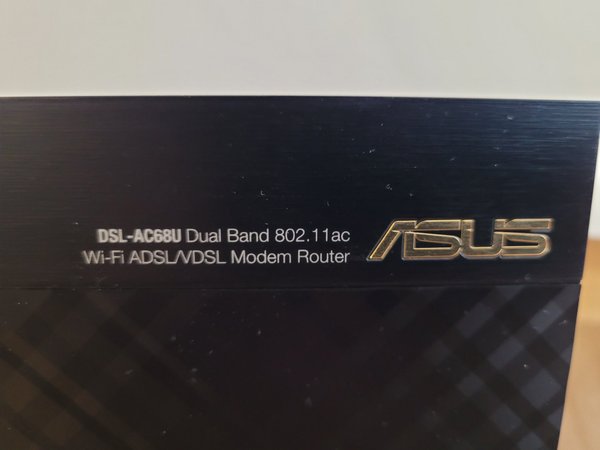 DSL-AC68U Dual Band 802.11ac
Wi-Fi ADSL/VDSL Modem Router
ASUS